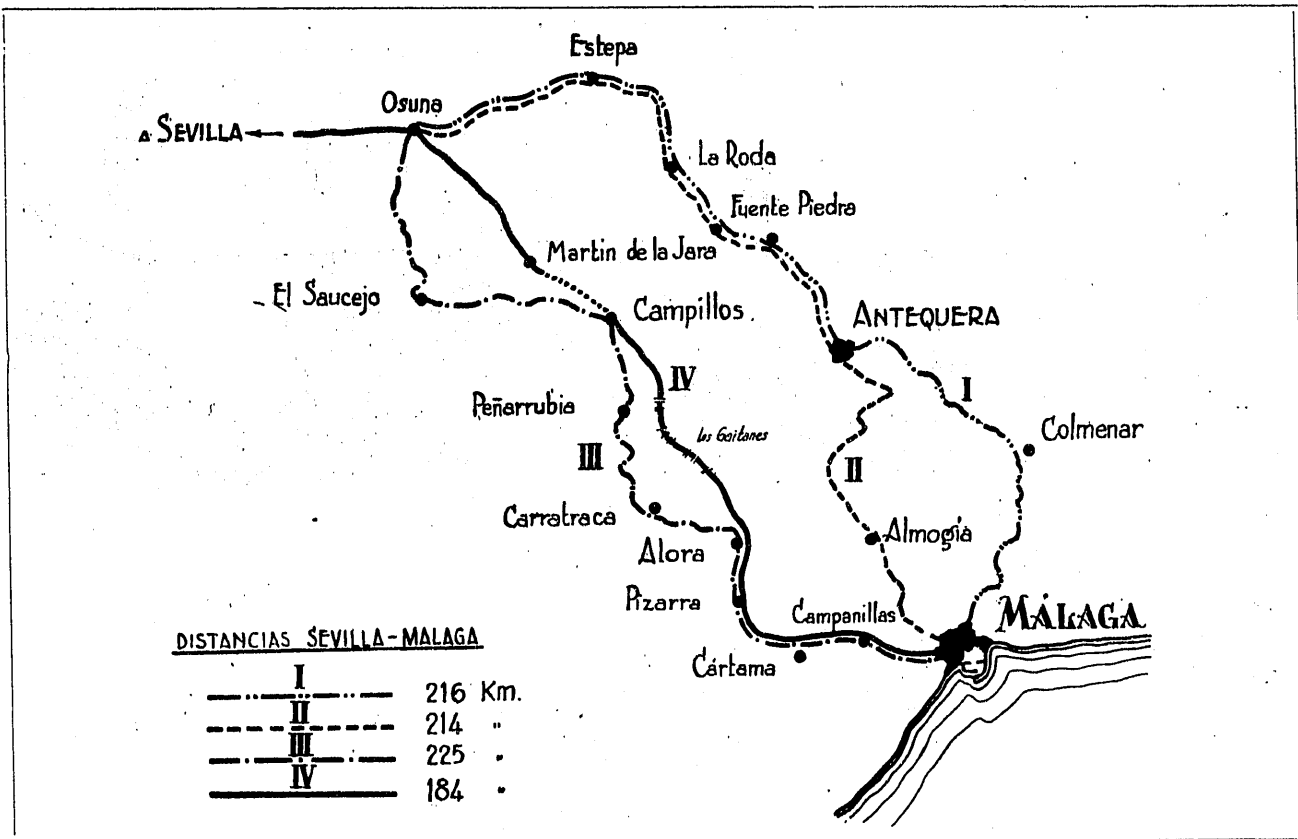 Estepa
Osuna
SEVILLA
La Roda
Fuente Piedra
Martin de la Jara
El Saucejo
Campillos
ANTEQUERA
IV
I
Peñarrubia
los Gaitanes
Colmenar
III
II
Carratraca
Almogía
Alora
Pizarra
Campanillas
MÁLAGA
Cártama
DISTANCIAS SEVILLA-MALAGA
I 216 Km.
II 214 "
III 225 "
IV 184 "